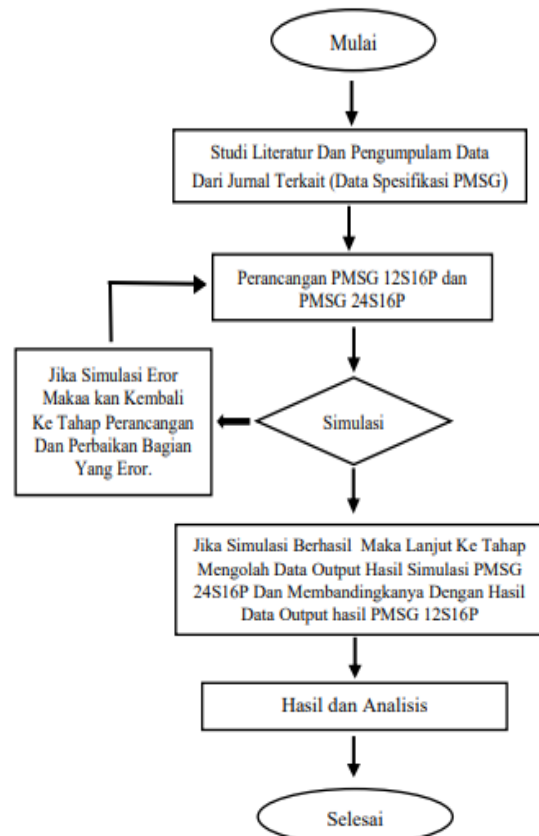 Mulai
Studi Literatur Dan Pengumpulam Data
Dari Jurnal Terkait (Data Spesifikasi PMSG)
Perancangan PMSG 12S16P dan
PMSG 24S16P
Jika Simulasi Eror
Makaa kan Kembali
Ke Tahap Perancangan
Dan Perbaikan Bagian
Yang Eror.
Simulasi
Jika Simulasi Berhasil Maka Lanjut Ke Tahap
Mengolah Data Output Hasil Simulasi PMSG
24S16P Dan Membandingkanya Dengan Hasil
Data Output hasil PMSG 12S16P
Hasil dan Analisis
Selesai